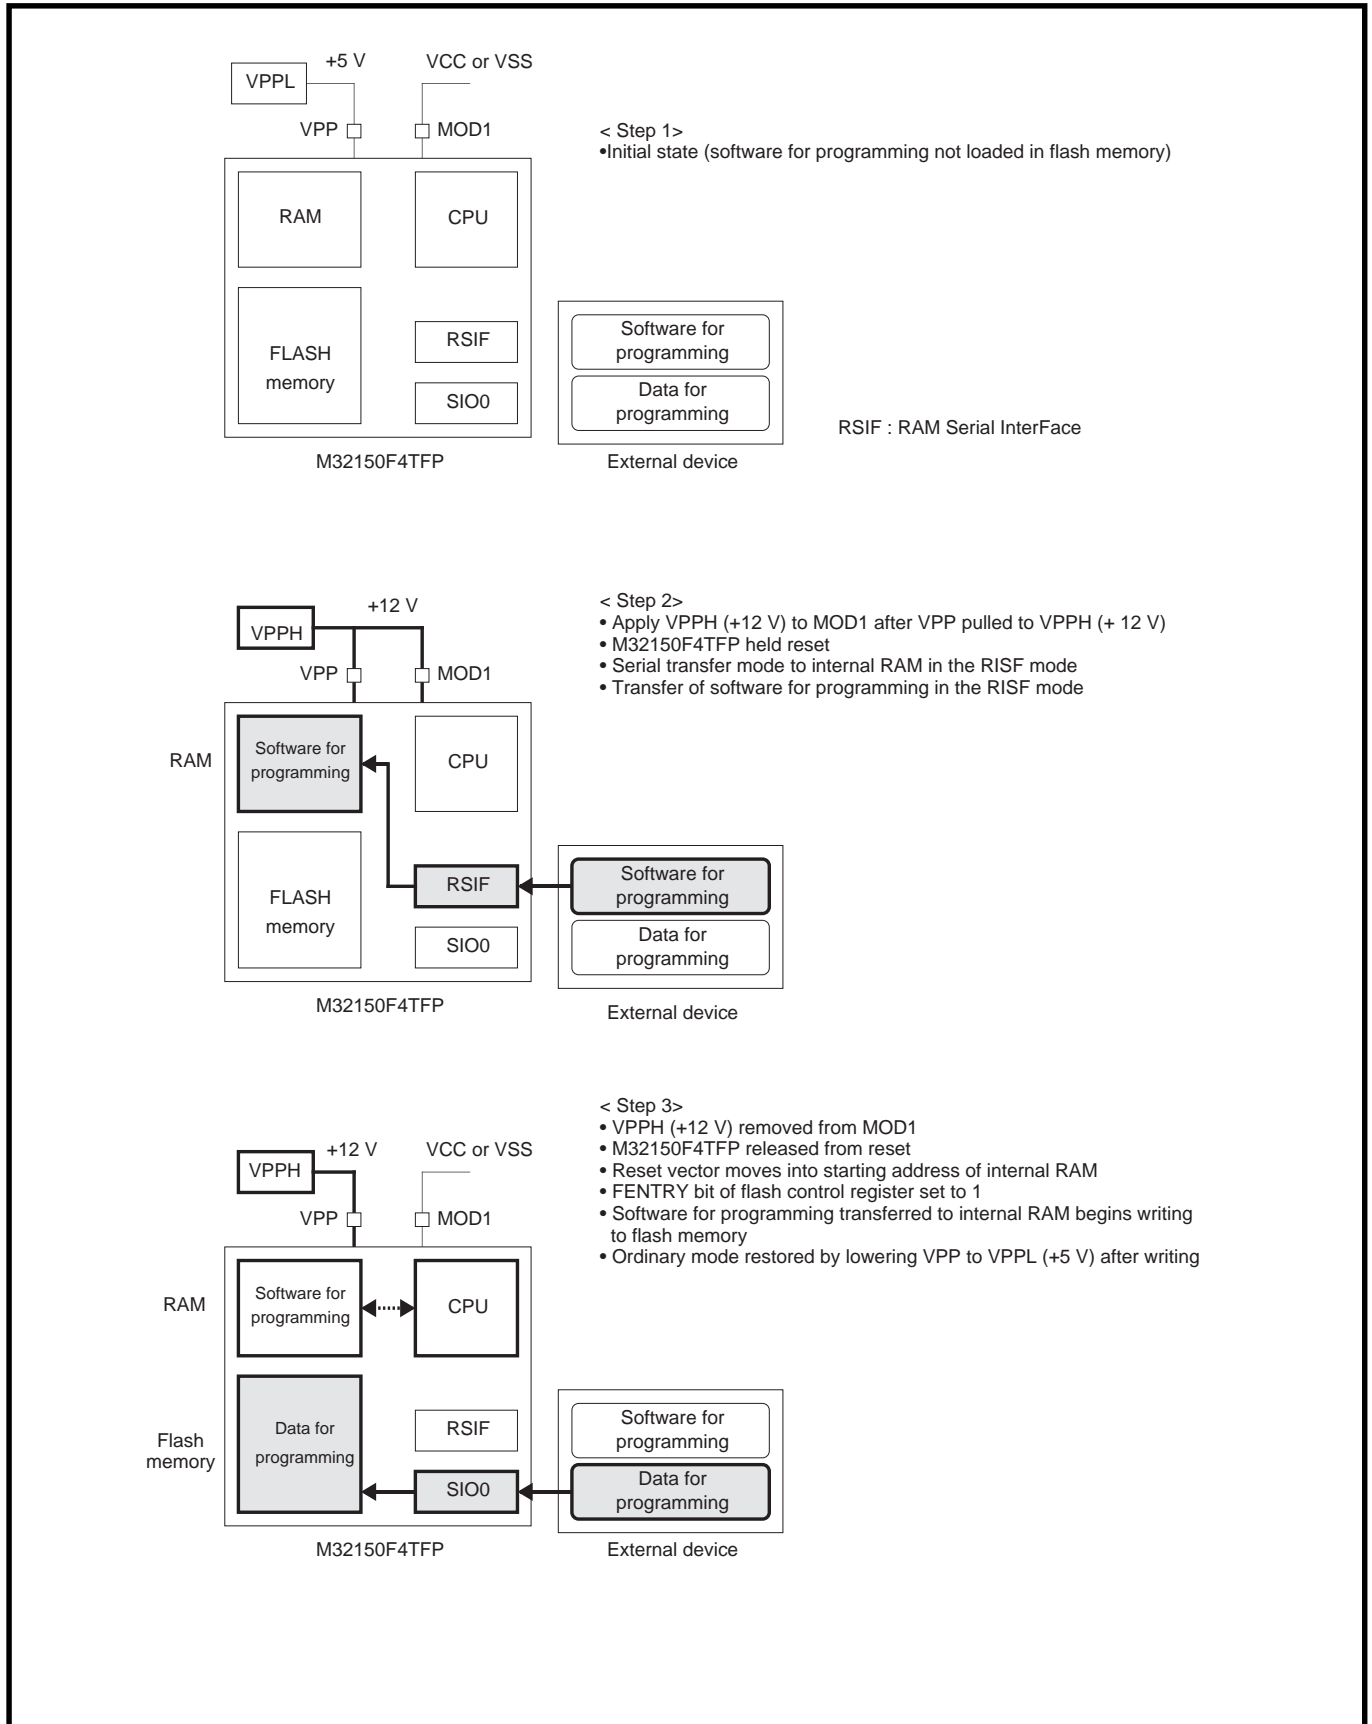 +5 V
VCC or VSS
VPPL
VPP
MOD1
< Step 1>
•Initial state (software for programming not loaded in flash memory)
RAM
CPU
FLASH
memory
RSIF
SIO0
Software for
programming
Data for
programming
RSIF : RAM Serial InterFace
M32150F4TFP
External device
+12 V
VPPH
VPP
MOD1
< Step 2>
• Apply VPPH (+12 V) to MOD1 after VPP pulled to VPPH (+ 12 V)
• M32150F4TFP held reset
• Serial transfer mode to internal RAM in the RISF mode
• Transfer of software for programming in the RISF mode
RAM
Software for
programming
CPU
FLASH
memory
RSIF
SIO0
Software for
programming
Data for
programming
M32150F4TFP
External device
+12 V
VCC or VSS
VPPH
VPP
MOD1
< Step 3>
• VPPH (+12 V) removed from MOD1
• M32150F4TFP released from reset
• Reset vector moves into starting address of internal RAM
• FENTRY bit of flash control register set to 1
• Software for programming transferred to internal RAM begins writing
to flash memory
• Ordinary mode restored by lowering VPP to VPPL (+5 V) after writing
RAM
Software for
programming
CPU
Flash
memory
Data for
programming
RSIF
SIO0
Software for
programming
Data for
programming
M32150F4TFP
External device